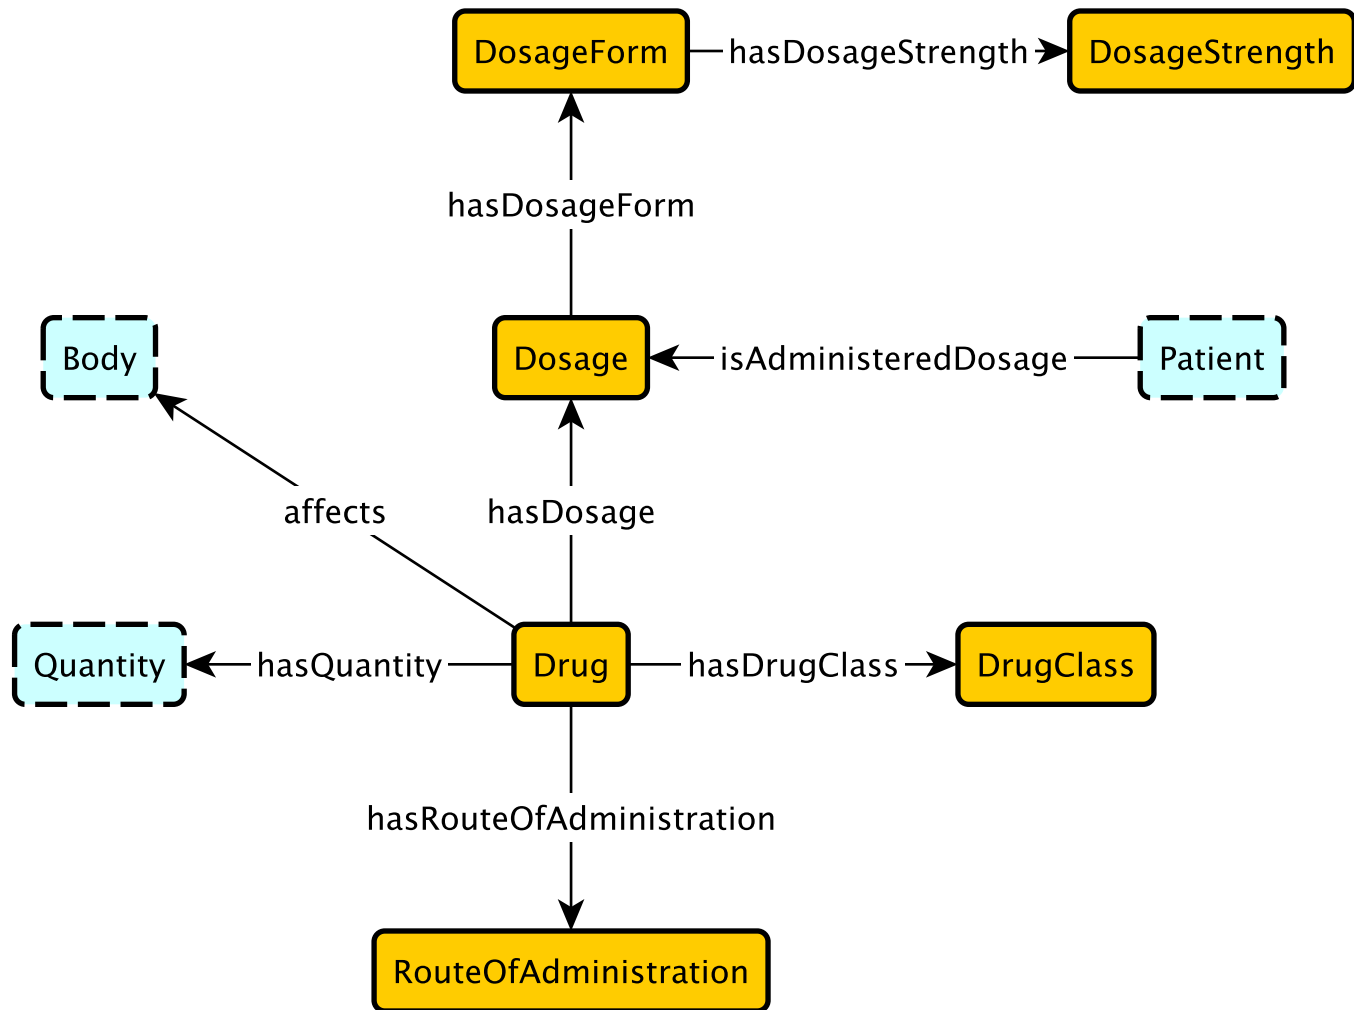 DosageForm
hasDosageStrength
DosageStrength
hasDosageForm
Body
Dosage
isAdministeredDosage
Patient
affects
hasDosage
Quantity
hasQuantity
Drug
hasDrugClass
DrugClass
hasRouteOfAdministration
RouteOfAdministration